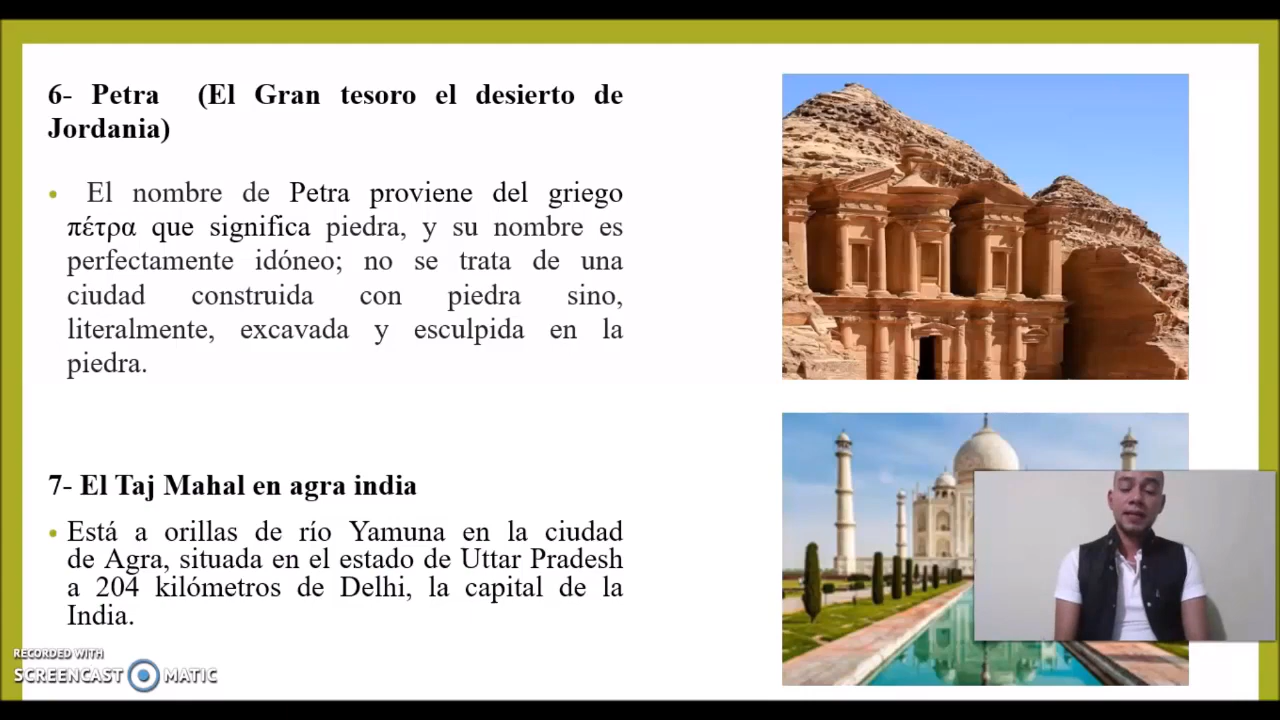 6- Petra (El Gran tesoro el desierto de
Jordania)
• El nombre de Petra proviene del griego
πέτρα que significa piedra, y su nombre es
perfectamente idóneo; no se trata de una
ciudad construida con piedra sino,
literalmente, excavada y esculpida en la
piedra.
7- El Taj Mahal en agra india
• Está a orillas de río Yamuna en la ciudad
de Agra, situada en el estado de Uttar Pradesh
a 204 kilómetros de Delhi, la capital de la
India.
RECORDED WITH
SCREENCAST MATIC